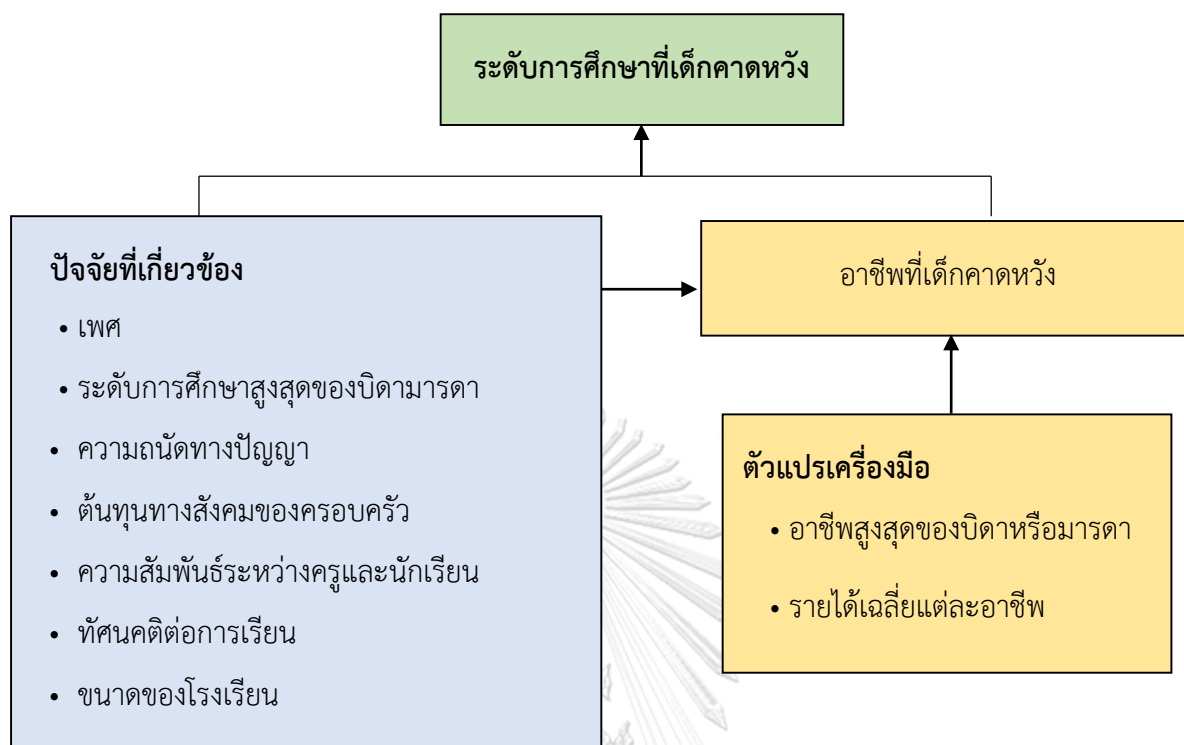 ระดับการศึกษาที่เด็กคาดหวัง
ปัจจัยที่เกี่ยวข้อง
• เพศ
• ระดับการศึกษาสูงสุดของบิดามารดา
• ความถนัดทางปัญญา
• ต้นทุนทางสังคมของครอบครัว
• ความสัมพันธ์ระหว่างครูและนักเรียน
• ทัศนคติต่อการเรียน
• ขนาดของโรงเรียน
อาชีพที่เด็กคาดหวัง
ตัวแปรเครื่องมือ
• อาชีพสูงสุดของบิดาหรือมารดา
• รายได้เฉลี่ยแต่ละอาชีพ